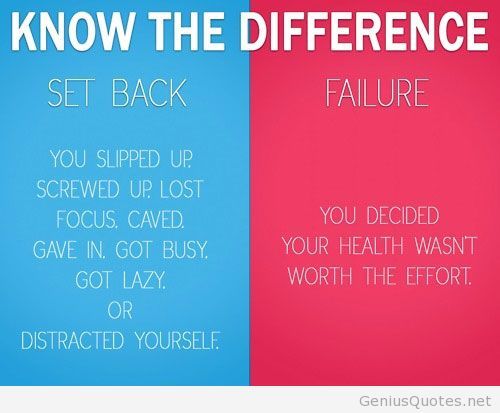 KNOW THE DIFFERENCE
SET BACK
YOU SLIPPED UP.
SCREWED UP. LOST
FOCUS. CAVED.
GAVE IN. GOT BUSY.
GOT LAZY.
OR
DISTRACTED YOURSELF.
FAILURE
YOU DECIDED
YOUR HEALTH WASN'T
WORTH THE EFFORT.
GeniusQuotes.net